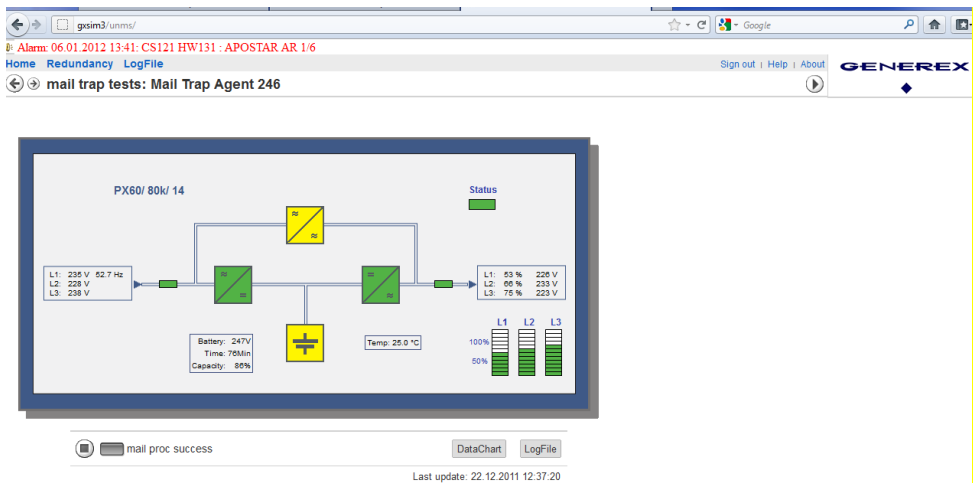 gxsim3/unms/
Google
Alarm: 06.01.2012 13:41: CS121 HW131 : APOSTAR AR 1/6
Home Redundancy LogFile
Sign out | Help | About
GENEREX
mail trap tests: Mail Trap Agent 246
PX60/ 80k/ 14
Status
L1: 235 V 52.7 Hz
L2: 228 V
L3: 238 V
L1: 53 % 226 V
L2: 66 % 233 V
L3: 75 % 223 V
Battery: 247V
Time: 76Min
Capacity: 86%
Temp: 25.0 °C
L1 L2 L3
100%
50%
mail proc success
DataChart
LogFile
Last update: 22.12.2011 12:37:20